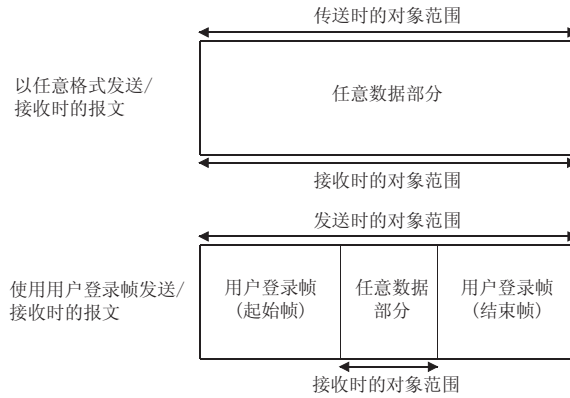 传送时的对象范围
以任意格式发送/
接收时的报文
任意数据部分
接收时的对象范围
发送时的对象范围
使用用户登录帧发送/
接收时的报文
用户登录帧
(起始帧)
任意数据
部分
用户登录帧
(结束帧)
接收时的对象范围